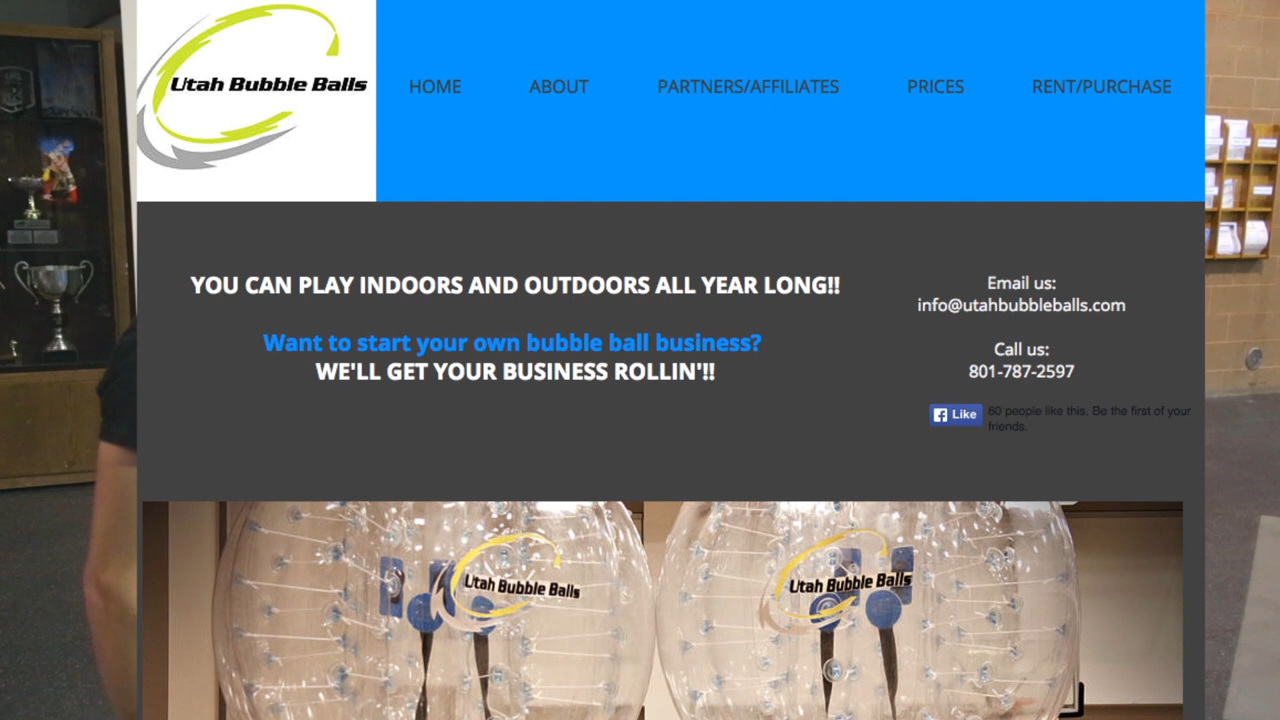 Utah Bubble Balls
HOME
ABOUT
PARTNERS/AFFILIATES
PRICES
RENT/PURCHASE
YOU CAN PLAY INDOORS AND OUTDOORS ALL YEAR LONG!!
Want to start your own bubble ball business?
WE'LL GET YOUR BUSINESS ROLLIN'!!
Email us:
info@utahbubbleballs.com
Call us:
801-787-2597
Like
60 people like this. Be the first of your
friends.
Utah Bubble Balls
Utah Bubble Balls